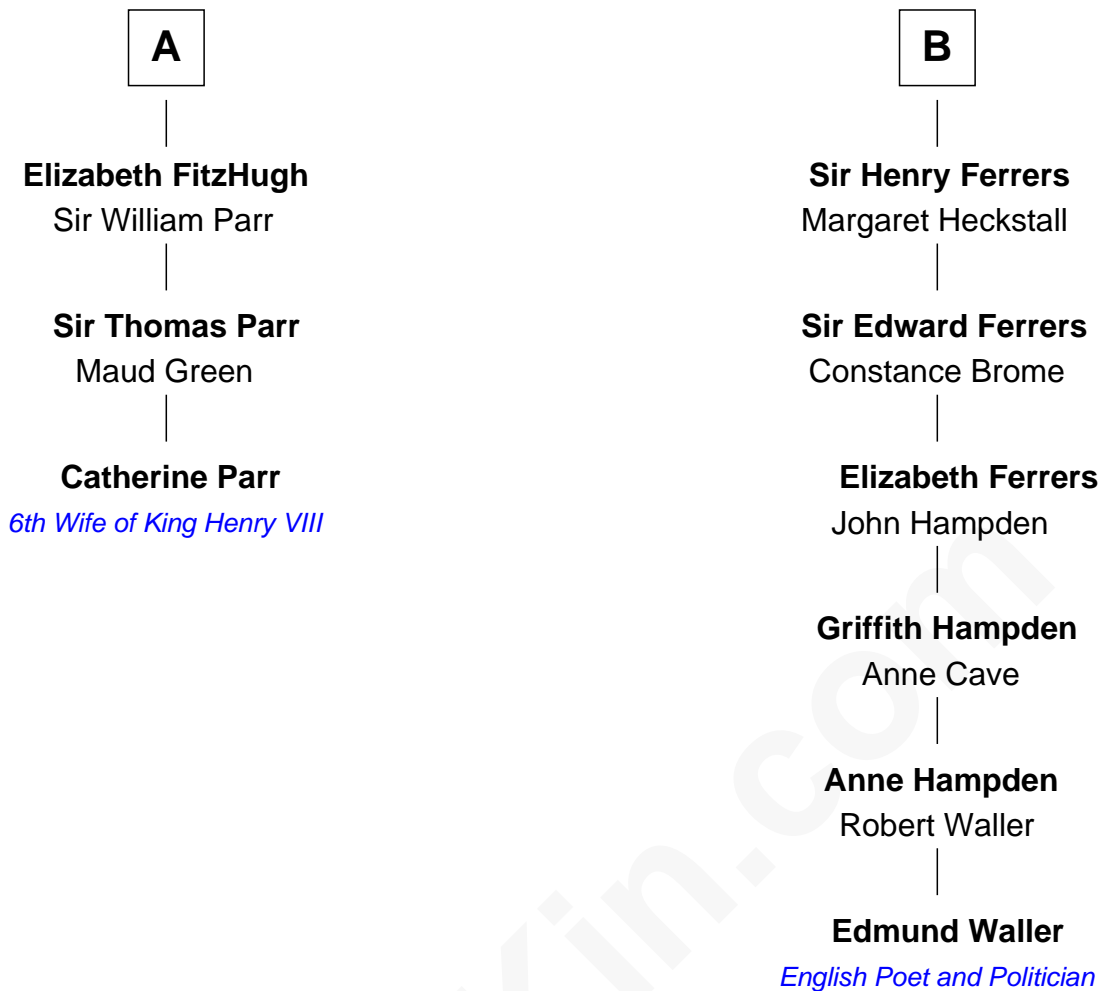 A
Elizabeth FitzHugh
Sir William Parr
Sir Thomas Parr
Maud Green
Catherine Parr
6th Wife of King Henry VIII
B
Sir Henry Ferrers
Margaret Heckstall
Sir Edward Ferrers
Constance Brome
Elizabeth Ferrers
John Hampden
Griffith Hampden
Anne Cave
Anne Hampden
Robert Waller
Edmund Waller
English Poet and Politician
Kin.com